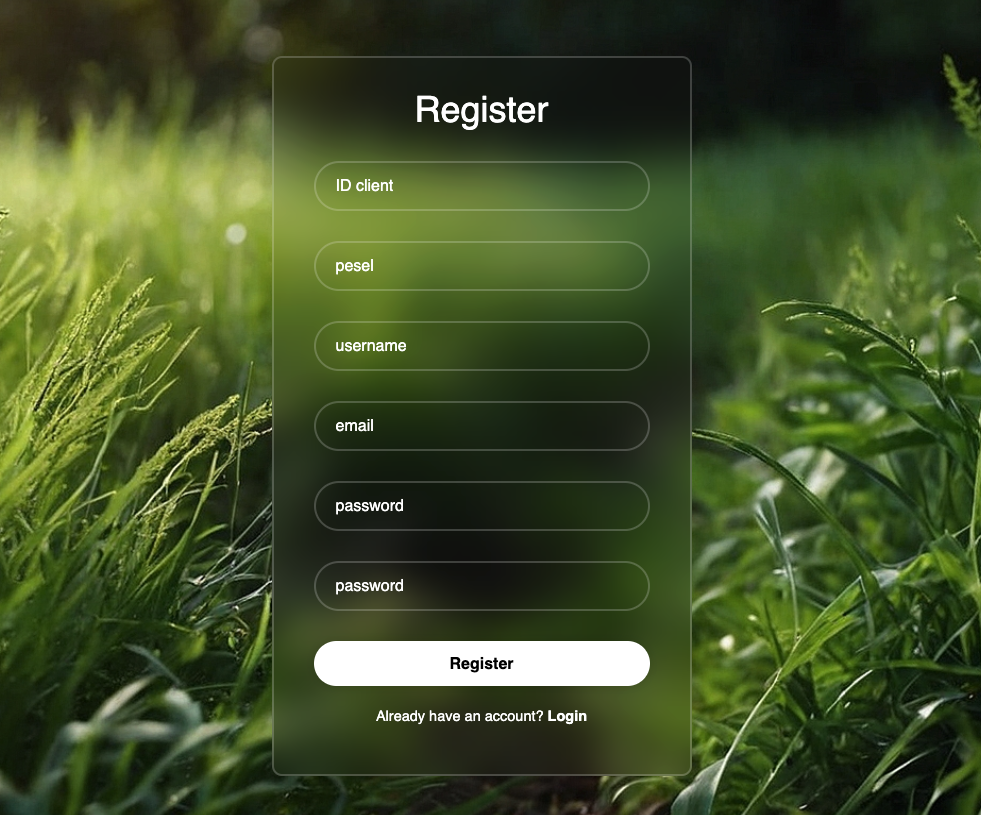 Register
ID client
pesel
username
email
password
password
Register
Already have an account? Login